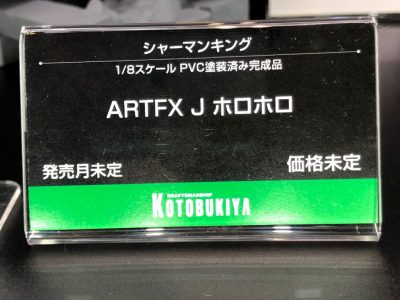 シャーマンキング
1/8スケール PVC塗装済み完成品
ARTFX J ホロホロ
発売月未定 価格未定
CRAFTSMANSHIP
KOTOBUKIYA